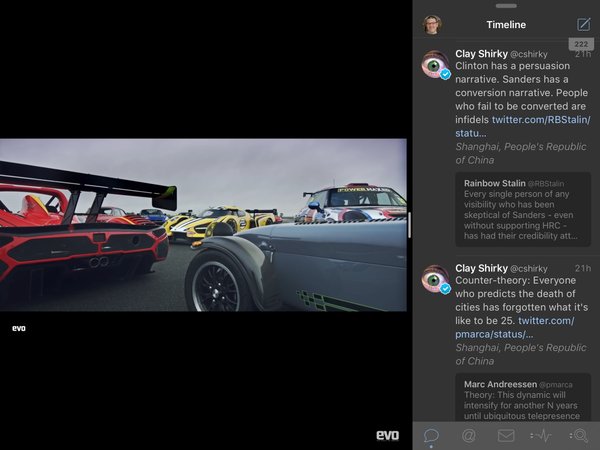 Timeline
222
Clay Shirky @cshirky 21h
Clinton has a persuasion
narrative. Sanders has a
conversion narrative. People
who fail to be converted are
infidels twitter.com/RBStalin/
statu…
Shanghai, People's Republic
of China
Rainbow Stalin @RBStalin
Every single person of any
visibility who has been
skeptical of Sanders - even
without supporting HRC -
has had their credibility att…
Clay Shirky @cshirky 21h
Counter-theory: Everyone
who predicts the death of
cities has forgotten what it's
like to be 25. twitter.com/
pmarca/status/…
Shanghai, People's Republic
of China
Marc Andreessen @pmarca
Theory: This dynamic will
intensify for another N years
until ubiquitous telepresence
evo
evo